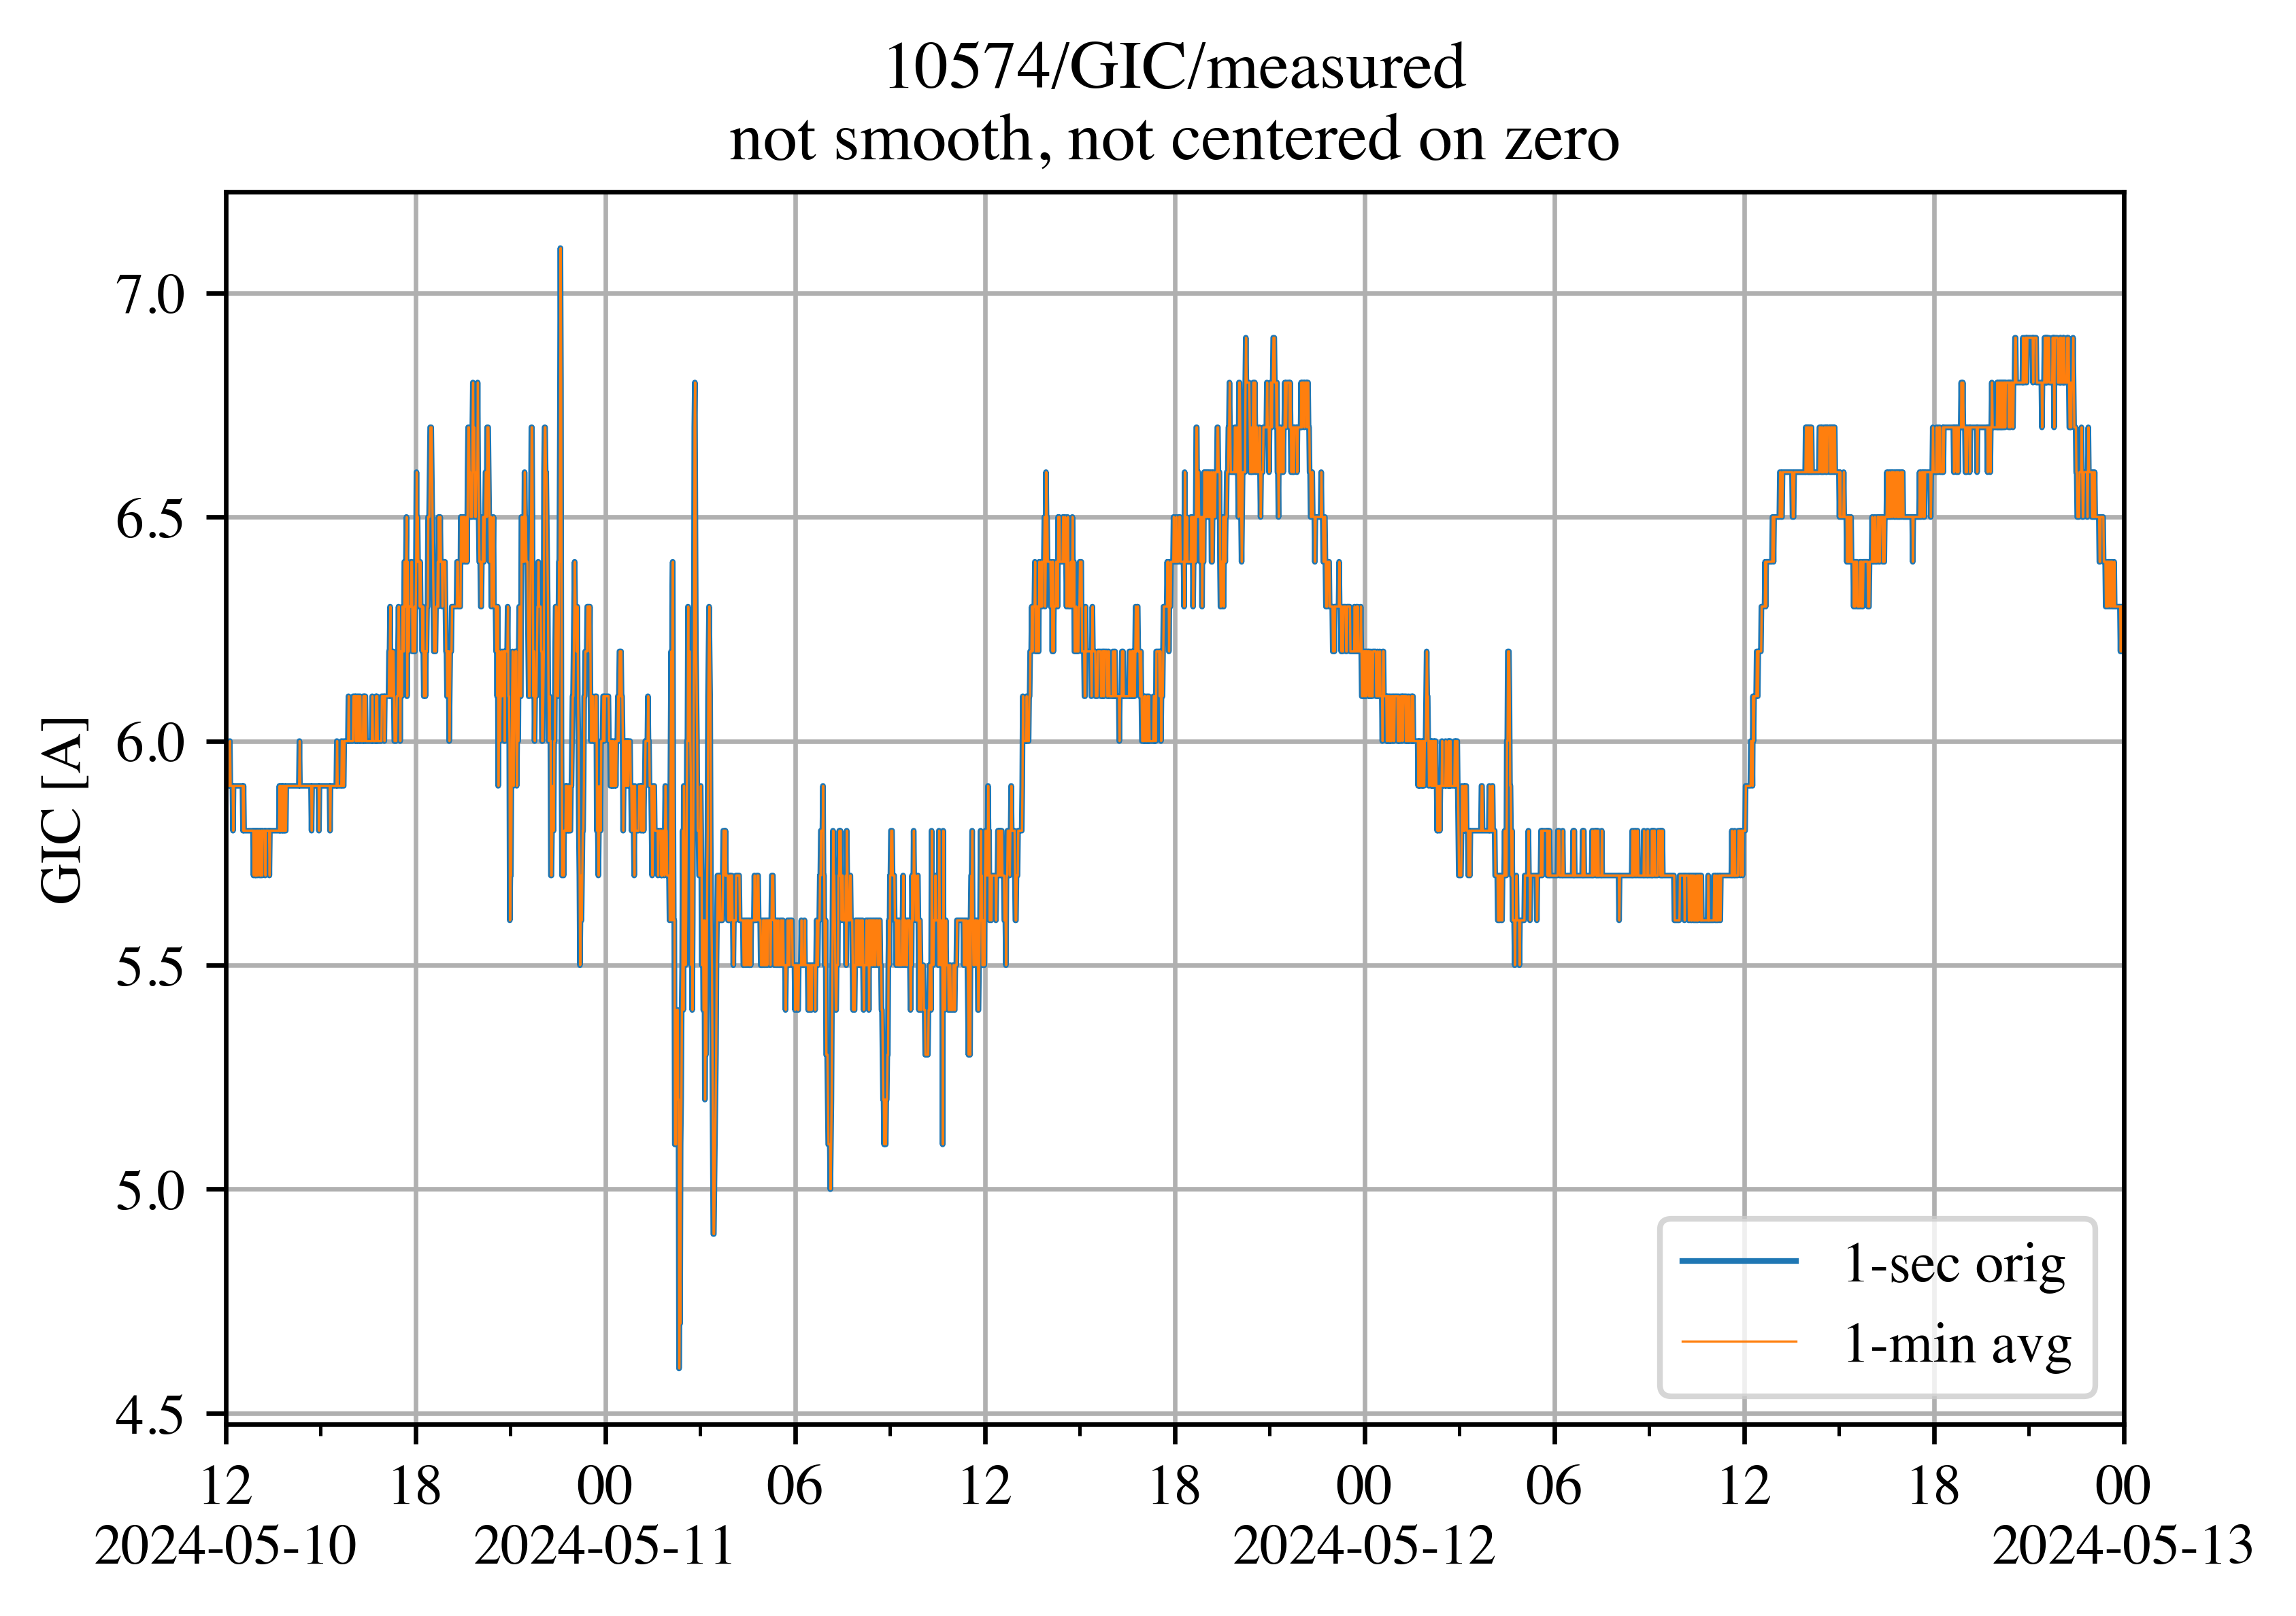 10574/GIC/measured
not smooth, not centered on zero
GIC [A]
7.0
6.5
6.0
5.5
5.0
4.5
1-sec orig
1-min avg
12 18 00 06 12 18 00 06 12 18 00
2024-05-10 2024-05-11 2024-05-12 2024-05-13